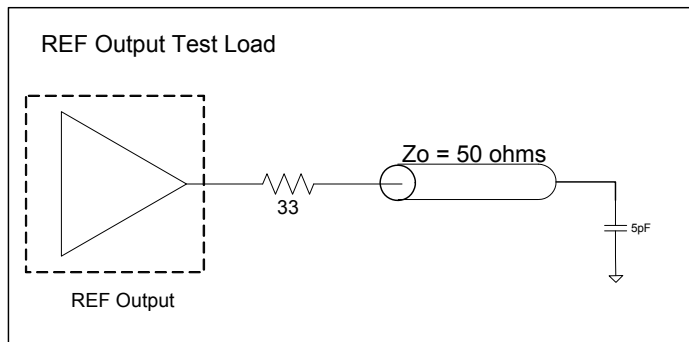 REF Output Test Load
Zo = 50 ohms
33
5pF
REF Output